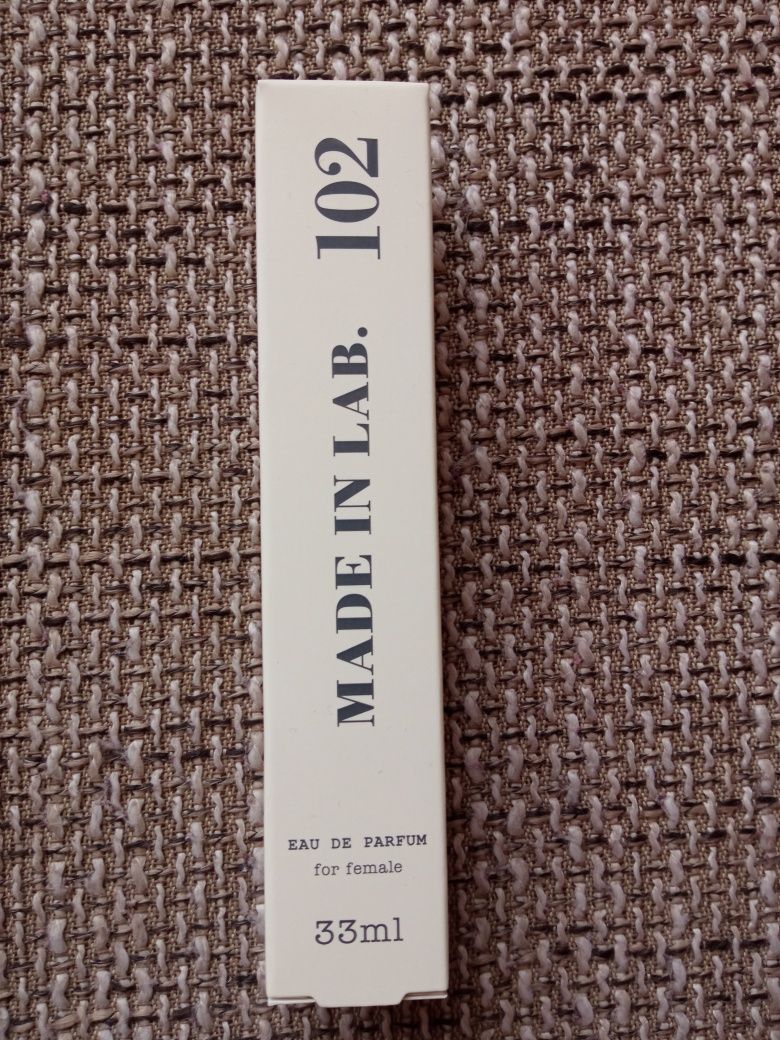 MADE IN LAB. 102
EAU DE PARFUM
for female
33ml